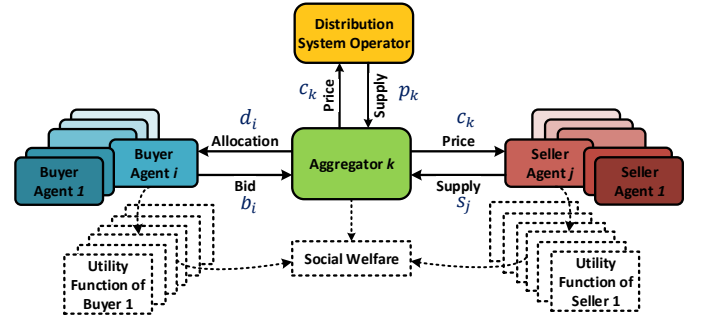 Distribution
System Operator
c_k
Price
Supply
p_k
d_i
Allocation
c_k
Price
Buyer
Agent i
Buyer
Agent 1
Aggregator k
Seller
Agent j
Seller
Agent 1
Bid
b_i
Supply
s_j
Utility
Function of
Buyer 1
Social Welfare
Utility
Function of
Seller 1